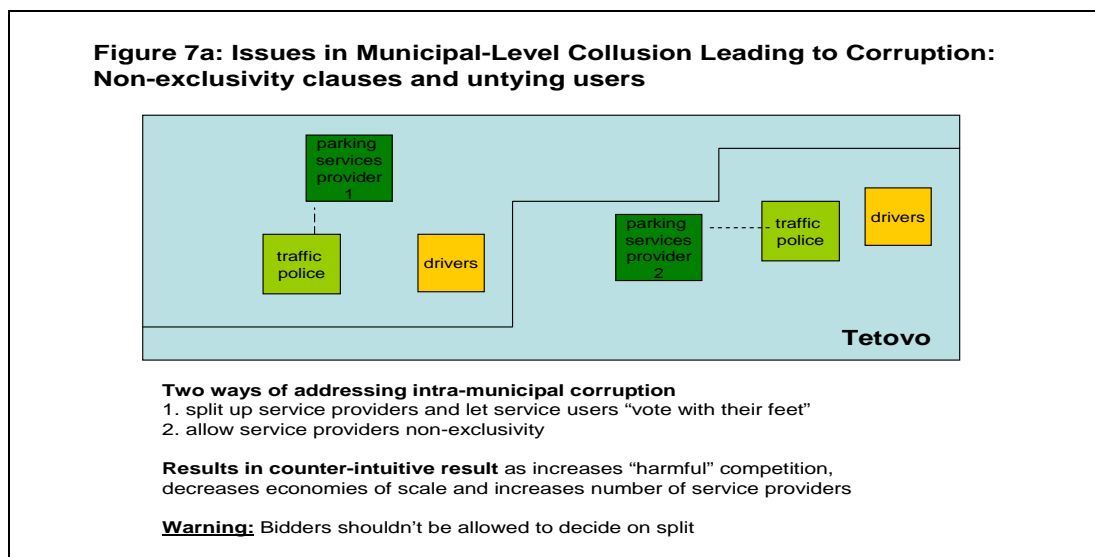 Figure 7a: Issues in Municipal-Level Collusion Leading to Corruption:
Non-exclusivity clauses and untying users
parking
services
provider
1
traffic
police
drivers
parking
services
provider
2
traffic
police
drivers
Tetovo
Two ways of addressing intra-municipal corruption
1. split up service providers and let service users “vote with their feet”
2. allow service providers non-exclusivity
Results in counter-intuitive result as increases “harmful” competition,
decreases economies of scale and increases number of service providers
Warning: Bidders shouldn’t be allowed to decide on split